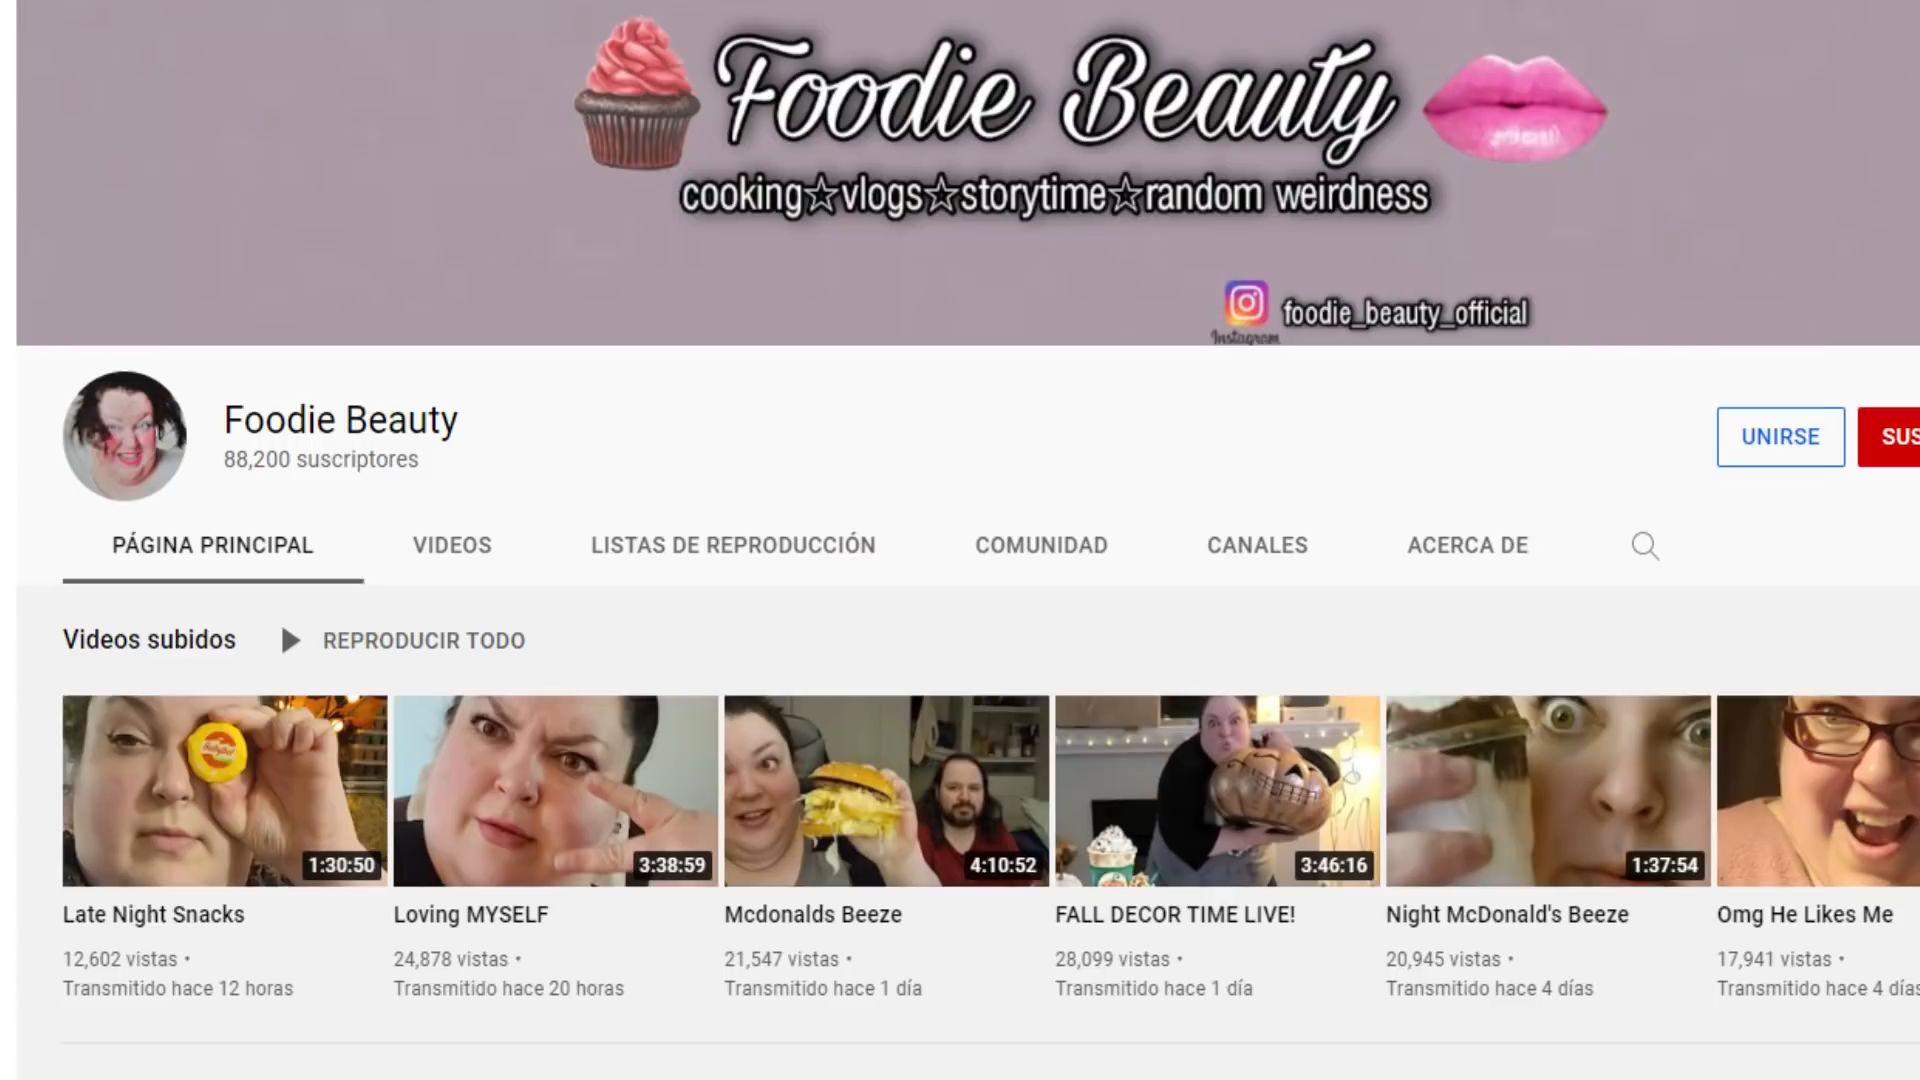 Foodie Beauty
cooking☆vlogs☆storytime☆random weirdness
foodie_beauty_official
Instagram
Foodie Beauty
88,200 suscriptores
UNIRSE
SUS
PÁGINA PRINCIPAL VIDEOS LISTAS DE REPRODUCCIÓN COMUNIDAD CANALES ACERCA DE
Videos subidos REPRODUCIR TODO
Babybel
1:30:50 3:38:59 4:10:52 3:46:16 1:37:54
Late Night Snacks Loving MYSELF Mcdonalds Beeze FALL DECOR TIME LIVE! Night McDonald's Beeze Omg He Likes Me
12,602 vistas • 24,878 vistas • 21,547 vistas • 28,099 vistas • 20,945 vistas • 17,941 vistas •
Transmitido hace 12 horas Transmitido hace 20 horas Transmitido hace 1 día Transmitido hace 1 día Transmitido hace 4 días Transmitido hace 4 días